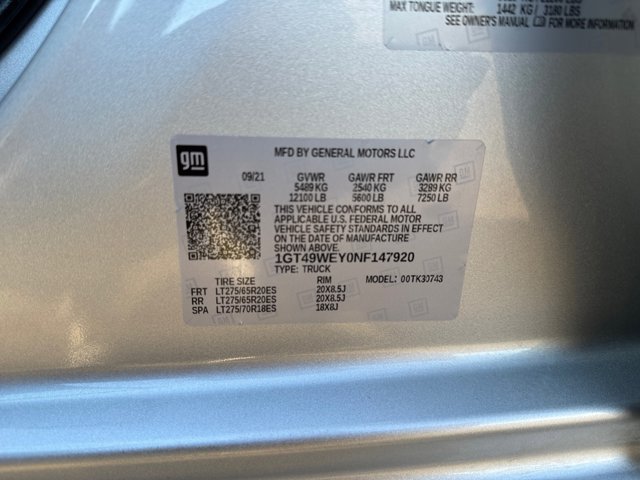 MAX TONGUE WEIGHT: 1442 KG / 3180 LBS
SEE OWNER'S MANUAL FOR MORE INFORMATION
gm
MFD BY GENERAL MOTORS LLC
09/21 GVWR GAWR FRT GAWR RR
5489 KG 2540 KG 3289 KG
12100 LB 5600 LB 7250 LB
THIS VEHICLE CONFORMS TO ALL
APPLICABLE U.S. FEDERAL MOTOR
VEHICLE SAFETY STANDARDS IN EFFECT
ON THE DATE OF MANUFACTURE
SHOWN ABOVE.
1GT49WEY0NF147920
TYPE: TRUCK MODEL: 00TK30743
TIRE SIZE RIM
FRT LT275/65R20ES 20X8.5J
RR LT275/65R20ES 20X8.5J
SPA LT275/70R18ES 18X8J